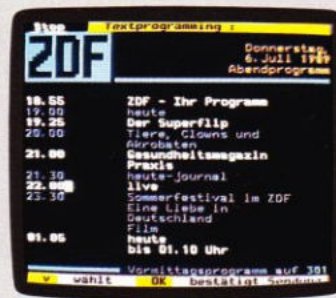 Stop Textprogramming :
ZDF
Donnerstag
6. Juli 1989
Abendprogramm
18.55 ZDF - Ihr Programm
19.00 heute
19.25 Der Superflip
20.00 Tiere, Clowns und
Akrobaten
21.00 Gesundheitsmagazin
Praxis
21.30 heute-journal
22.00 live
23.30 Sommerfestival im ZDF
Eine Liebe in
Deutschland
Film
01.05 heute
bis 01.10 Uhr
Vormittagsprogramm auf 301
wählt OK bestätigt Sendung